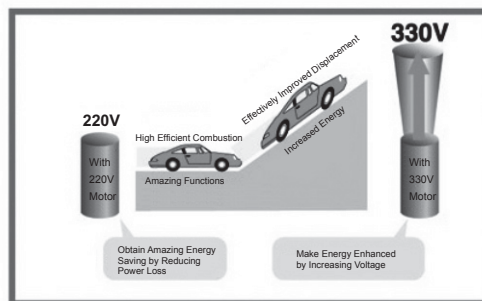 330V
220V
Effectively Improved Displacement
Increased Energy
High Efficient Combustion
Amazing Functions
With
220V
Motor
With
330V
Motor
Obtain Amazing Energy
Saving by Reducing
Power Loss
Make Energy Enhanced
by Increasing Voltage